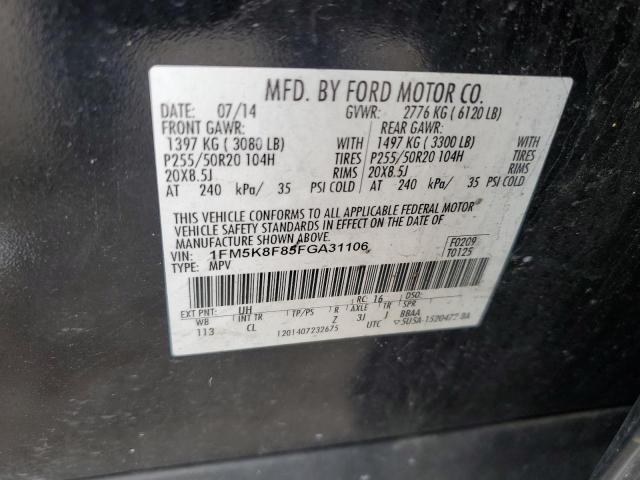 MFD. BY FORD MOTOR CO.
DATE: 07/14 GVWR: 2776 KG ( 6120 LB)
FRONT GAWR: REAR GAWR:
1397 KG ( 3080 LB) WITH 1497 KG ( 3300 LB) WITH
P255/50R20 104H TIRES P255/50R20 104H TIRES
20X8.5J RIMS 20X8.5J RIMS
AT 240 kPa/ 35 PSI COLD AT 240 kPa/ 35 PSI COLD
THIS VEHICLE CONFORMS TO ALL APPLICABLE FEDERAL MOTOR
VEHICLE SAFETY STANDARDS IN EFFECT ON THE DATE OF
MANUFACTURE SHOWN ABOVE.
VIN: 1FM5K8F85FGA31106 F0209
TYPE: MPV T0125
RC: 16 DSO:
EXT PNT: UH
WB INT TR TP/PS R AXLE TR SPR
113 CL Z 3J J BBAA
1201407232675 UTC